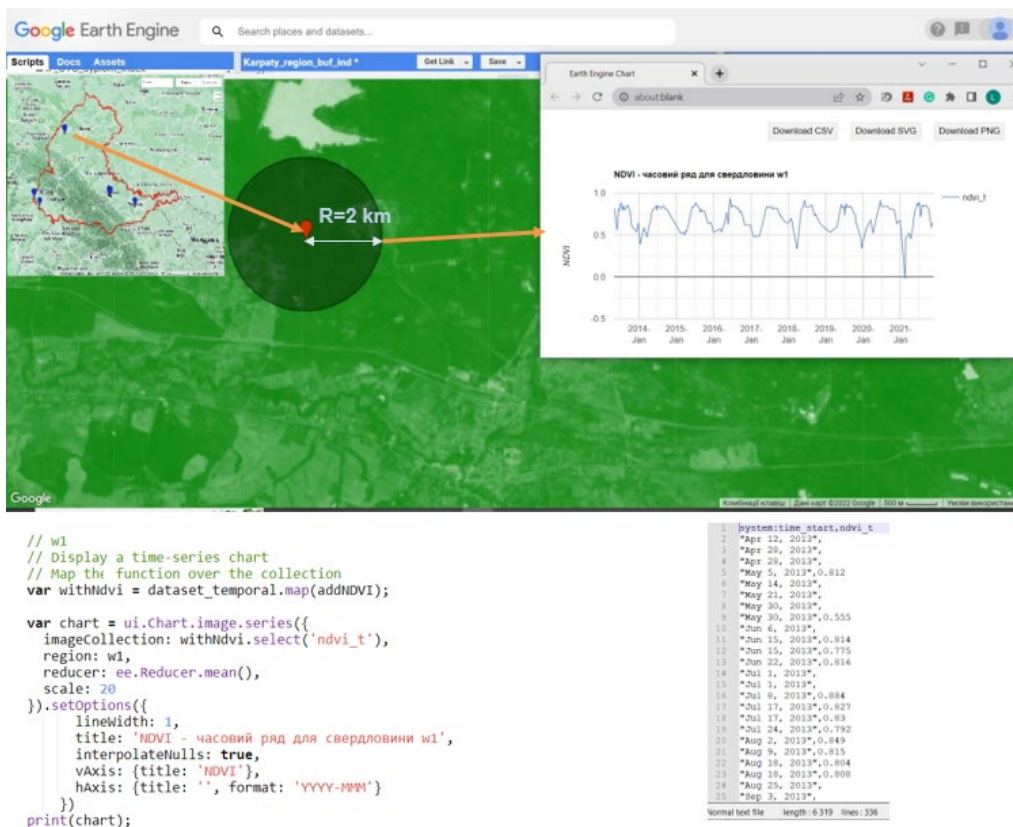 Google Earth Engine
Search places and datasets...
Scripts Docs Assets
Karpaty_region_buf_ind *
Get Link
Save
Earth Engine Chart
about:blank
Download CSV
Download SVG
Download PNG
NDVI - часовий ряд для свердловини w1
ndvi_t
NDVI
1.0
0.5
0.0
-0.5
2014-Jan
2015-Jan
2016-Jan
2017-Jan
2018-Jan
2019-Jan
2020-Jan
2021-Jan
R=2 km
Google
Комбінації клавіш
Дані карт ©2022 Google
500 м
Умови використання
// w1
// Display a time-series chart
// Map the function over the collection
var withNdvi = dataset_temporal.map(addNDVI);
var chart = ui.Chart.image.series({
imageCollection: withNdvi.select('ndvi_t'),
region: w1,
reducer: ee.Reducer.mean(),
scale: 20
}).setOptions({
lineWidth: 1,
title: 'NDVI - часовий ряд для свердловини w1',
interpolateNulls: true,
vAxis: {title: 'NDVI'},
hAxis: {title: '', format: 'YYYY-MMM'}
})
print(chart);
1 system:time_start,ndvi_t
2 "Apr 12, 2013",
3 "Apr 28, 2013",
4 "Apr 28, 2013",
5 "May 5, 2013",0.812
6 "May 14, 2013",
7 "May 21, 2013",
8 "May 30, 2013",
9 "May 30, 2013",0.555
10 "Jun 6, 2013",
11 "Jun 15, 2013",0.814
12 "Jun 15, 2013",0.775
13 "Jun 22, 2013",0.816
14 "Jul 1, 2013",
15 "Jul 1, 2013",
16 "Jul 8, 2013",0.884
17 "Jul 17, 2013",0.827
18 "Jul 17, 2013",0.83
19 "Jul 24, 2013",0.792
20 "Aug 2, 2013",0.849
21 "Aug 9, 2013",0.815
22 "Aug 18, 2013",0.804
23 "Aug 18, 2013",0.808
24 "Aug 25, 2013",
25 "Sep 3, 2013",
Normal text file length : 6 319 lines : 336